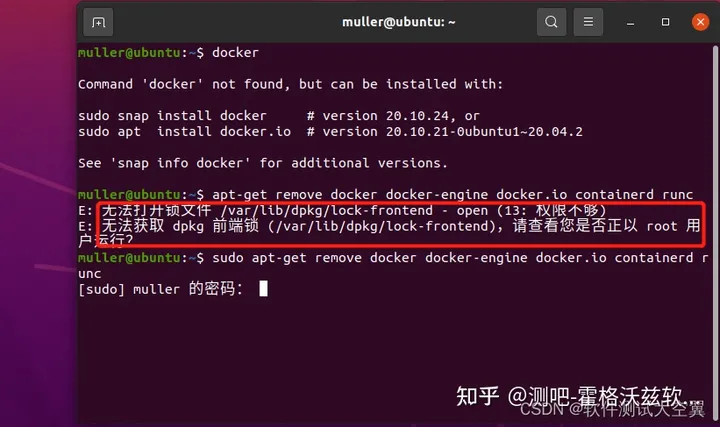 muller@ubuntu: ~
muller@ubuntu:~$ docker
Command 'docker' not found, but can be installed with:
sudo snap install docker     # version 20.10.24, or
sudo apt  install docker.io  # version 20.10.21-0ubuntu1~20.04.2
See 'snap info docker' for additional versions.
muller@ubuntu:~$ apt-get remove docker docker-engine docker.io containerd runc
E: 无法打开锁文件 /var/lib/dpkg/lock-frontend - open (13: 权限不够)
E: 无法获取 dpkg 前端锁 (/var/lib/dpkg/lock-frontend)，请查看您是否正以 root 用
户运行？
muller@ubuntu:~$ sudo apt-get remove docker docker-engine docker.io containerd r
unc
[sudo] muller 的密码：
知乎 @测吧-霍格沃兹软...
CSDN @软件测试大空翼